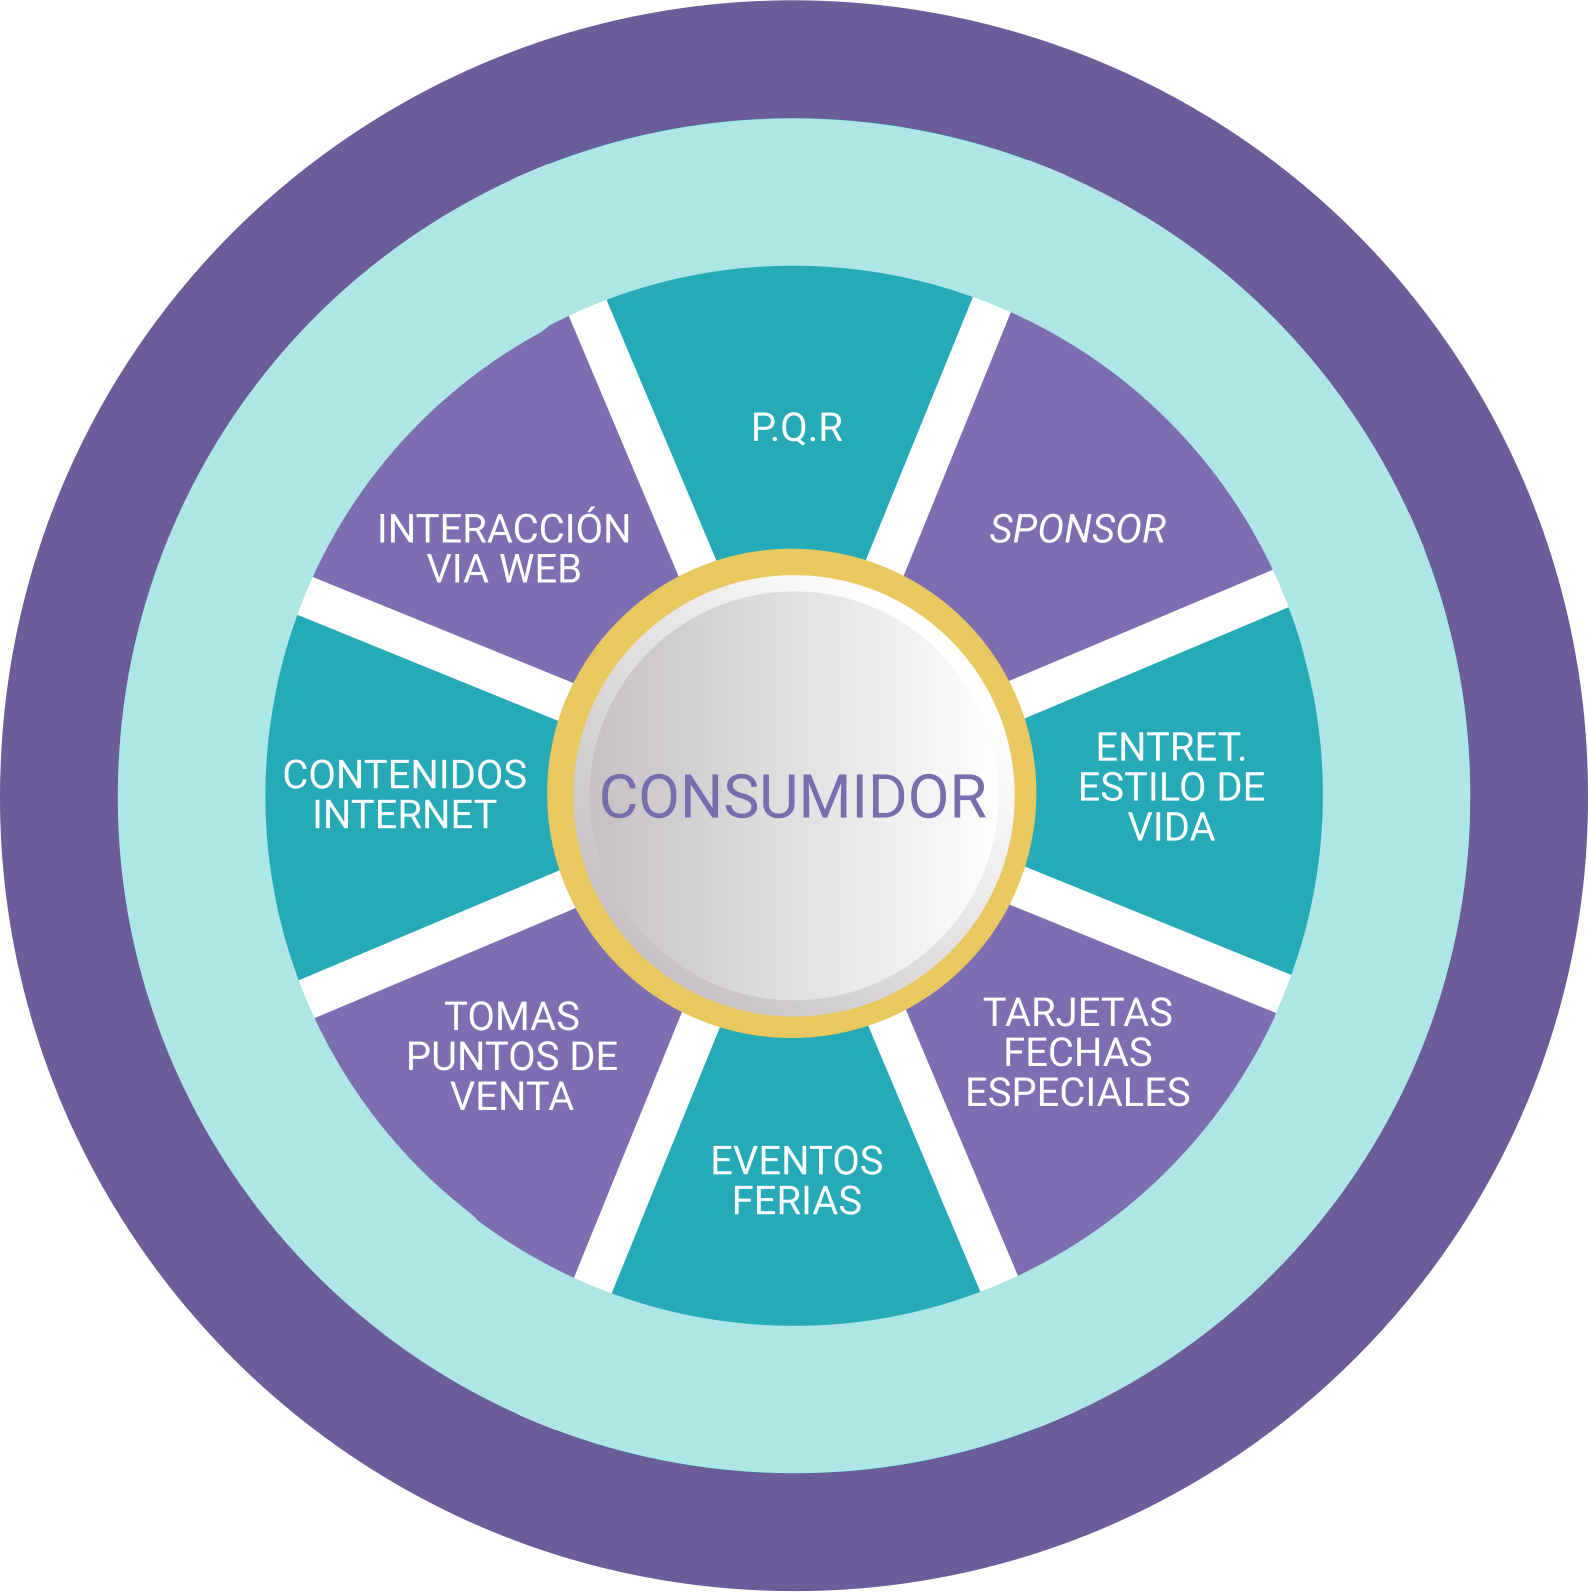 P.Q.R
SPONSOR
INTERACCIÓN
VIA WEB
ENTRET.
ESTILO DE
VIDA
CONTENIDOS
INTERNET
CONSUMIDOR
TARJETAS
FECHAS
ESPECIALES
TOMAS
PUNTOS DE
VENTA
EVENTOS
FERIAS